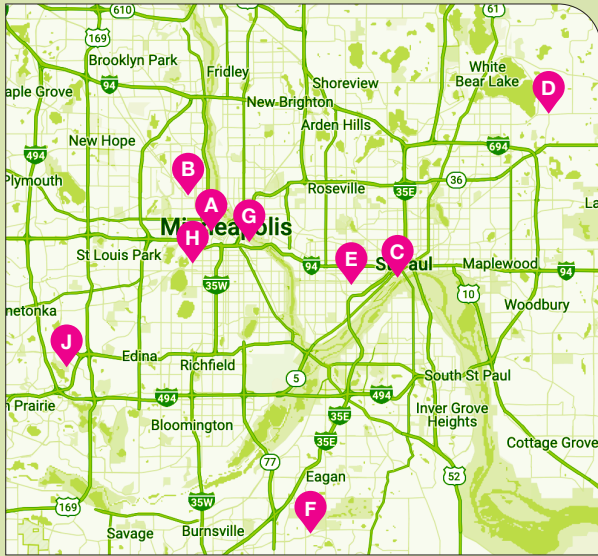 610
61
169
Brooklyn Park
White
Bear Lake
Fridley
94
Shoreview
D
aple Grove
New Brighton
Arden Hills
New Hope
494
694
B
36
Plymouth
Roseville
35E
A
La
G
Minneapolis
H
St Louis Park
E
C
94
St Paul
Maplewood
94
35W
10
Woodbury
netonka
J
Edina
Richfield
5
South St Paul
n Prairie
494
494
35E
Inver Grove
Heights
Bloomington
35E
Cottage Grove
77
Eagan
52
169
35W
F
Savage
Burnsville